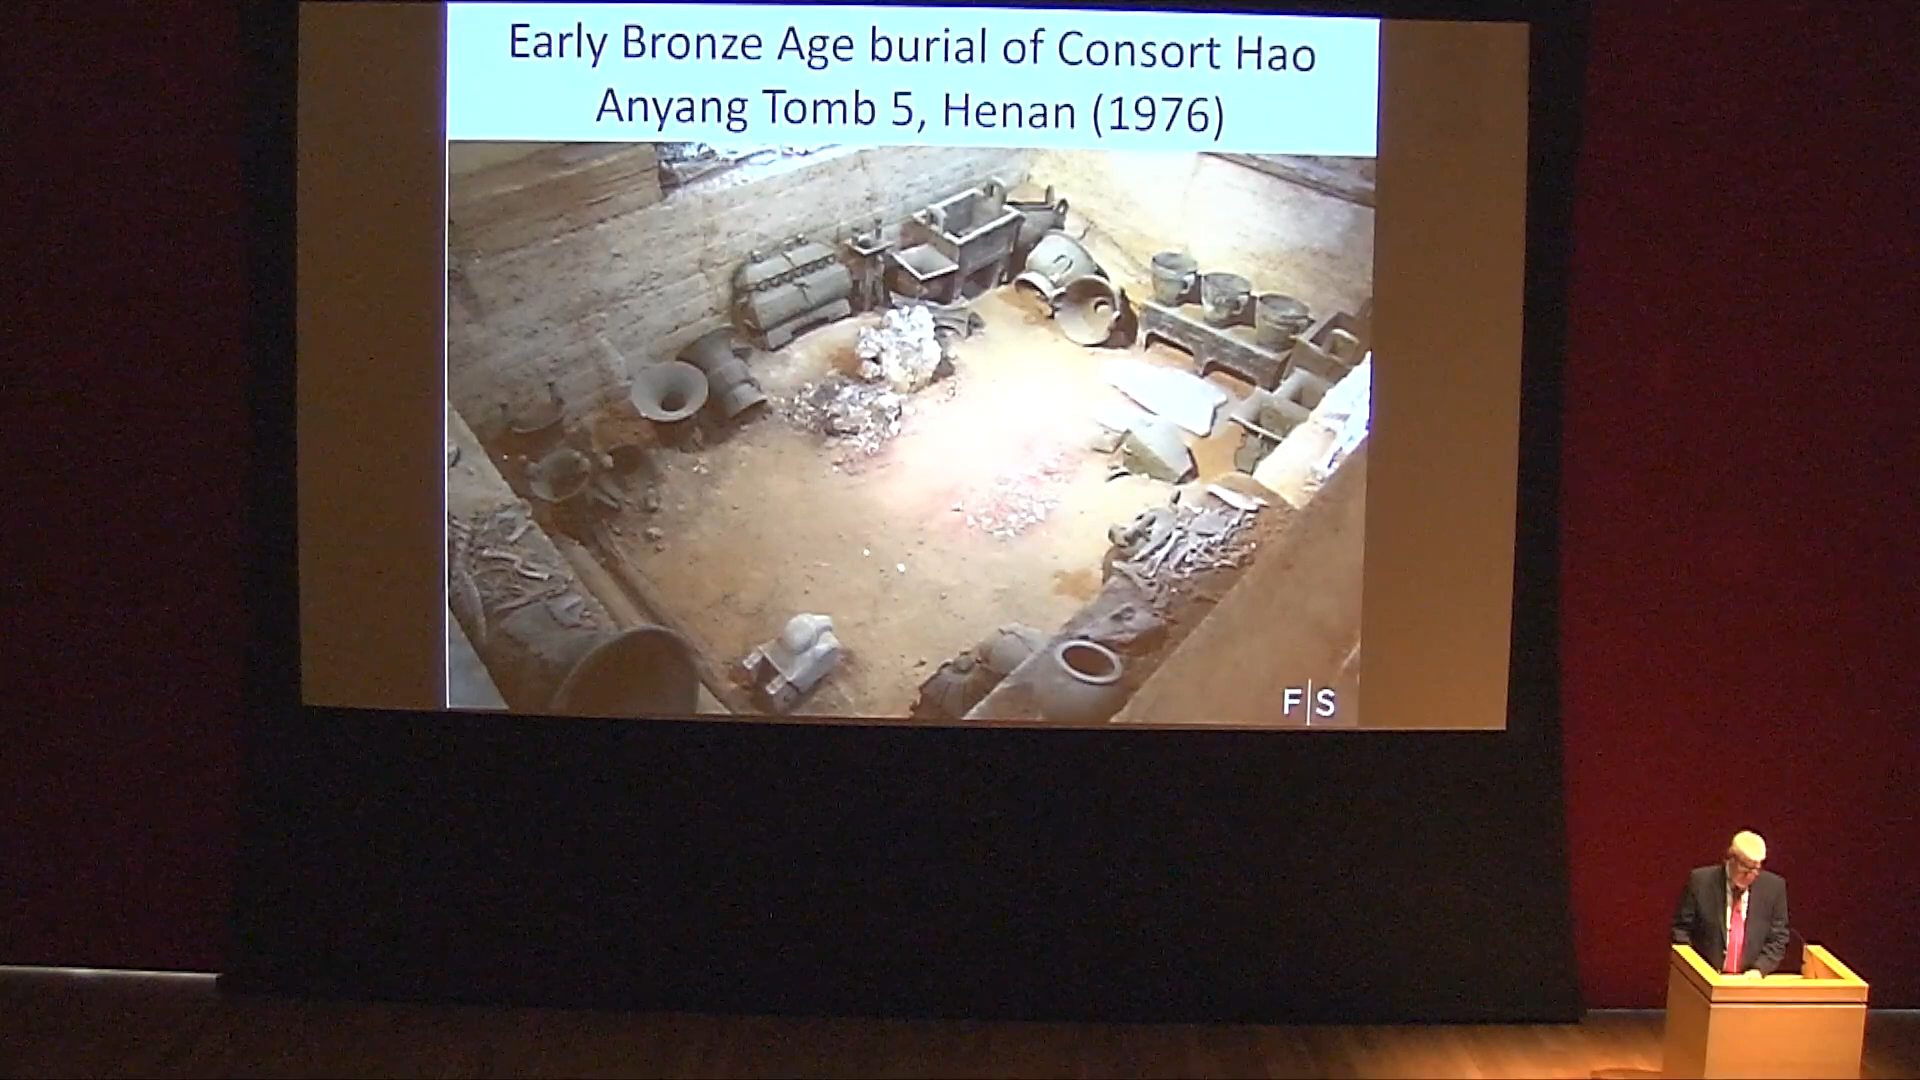 Early Bronze Age burial of Consort Hao
Anyang Tomb 5, Henan (1976)
F|S